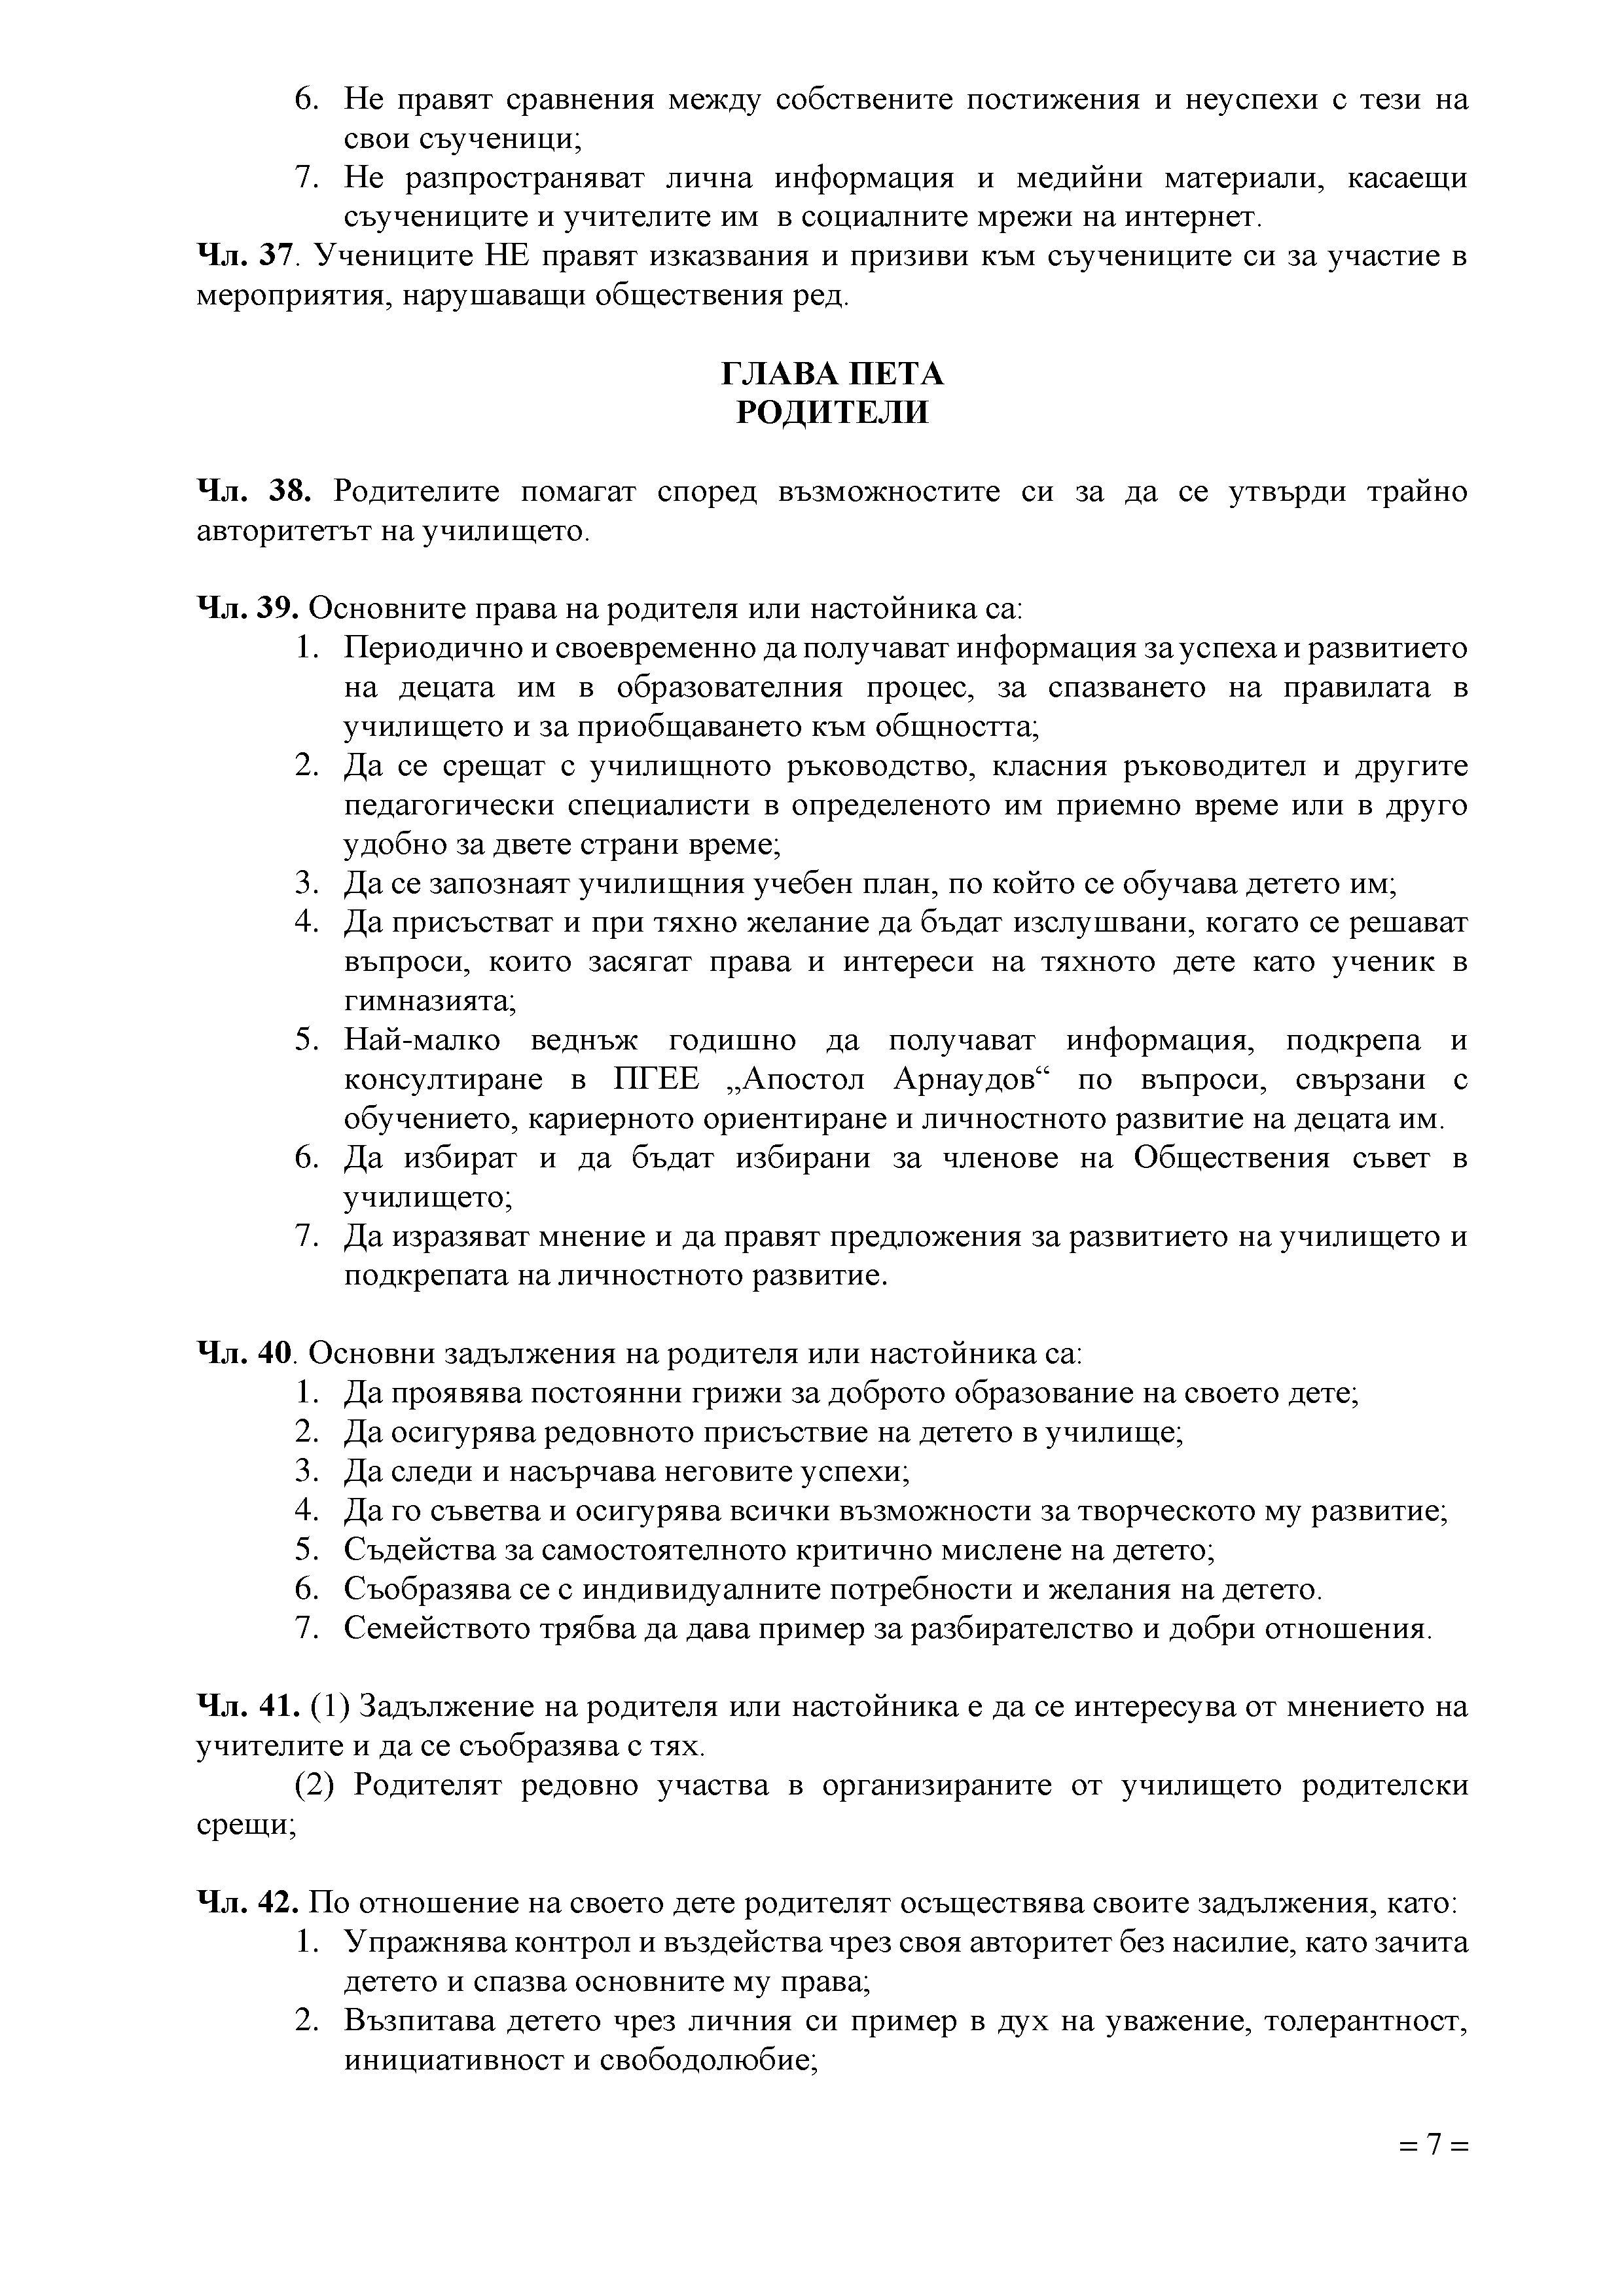 6. Не правят сравнения между собствените постижения и неуспехи с тези на
свои съученици;
7. Не разпространяват лична информация и медийни материали, касаещи
съучениците и учителите им в социалните мрежи на интернет.
Чл. 37. Учениците НЕ правят изказвания и призиви към съучениците си за участие в
мероприятия, нарушаващи обществения ред.
ГЛАВА ПЕТА
РОДИТЕЛИ
Чл. 38. Родителите помагат според възможностите си за да се утвърди трайно
авторитетът на училището.
Чл. 39. Основните права на родителя или настойника са:
1. Периодично и своевременно да получават информация за успеха и развитието
на децата им в образователния процес, за спазването на правилата в
училището и за приобщаването към общността;
2. Да се срещат с училищното ръководство, класния ръководител и другите
педагогически специалисти в определеното им приемно време или в друго
удобно за двете страни време;
3. Да се запознаят училищния учебен план, по който се обучава детето им;
4. Да присъстват и при тяхно желание да бъдат изслушвани, когато се решават
въпроси, които засягат права и интереси на тяхното дете като ученик в
гимназията;
5. Най-малко веднъж годишно да получават информация, подкрепа и
консултиране в ПГЕЕ „Апостол Арнаудов“ по въпроси, свързани с
обучението, кариерното ориентиране и личностното развитие на децата им.
6. Да избират и да бъдат избирани за членове на Обществения съвет в
училището;
7. Да изразяват мнение и да правят предложения за развитието на училището и
подкрепата на личностното развитие.
Чл. 40. Основни задължения на родителя или настойника са:
1. Да проявява постоянни грижи за доброто образование на своето дете;
2. Да осигурява редовното присъствие на детето в училище;
3. Да следи и насърчава неговите успехи;
4. Да го съветва и осигурява всички възможности за творческото му развитие;
5. Съдейства за самостоятелното критично мислене на детето;
6. Съобразява се с индивидуалните потребности и желания на детето.
7. Семейството трябва да дава пример за разбирателство и добри отношения.
Чл. 41. (1) Задължение на родителя или настойника е да се интересува от мнението на
учителите и да се съобразява с тях.
(2) Родителят редовно участва в организираните от училището родителски
срещи;
Чл. 42. По отношение на своето дете родителят осъществява своите задължения, като:
1. Упражнява контрол и въздейства чрез своя авторитет без насилие, като зачита
детето и спазва основните му права;
2. Възпитава детето чрез личния си пример в дух на уважение, толерантност,
инициативност и свободолюбие;
= 7 =